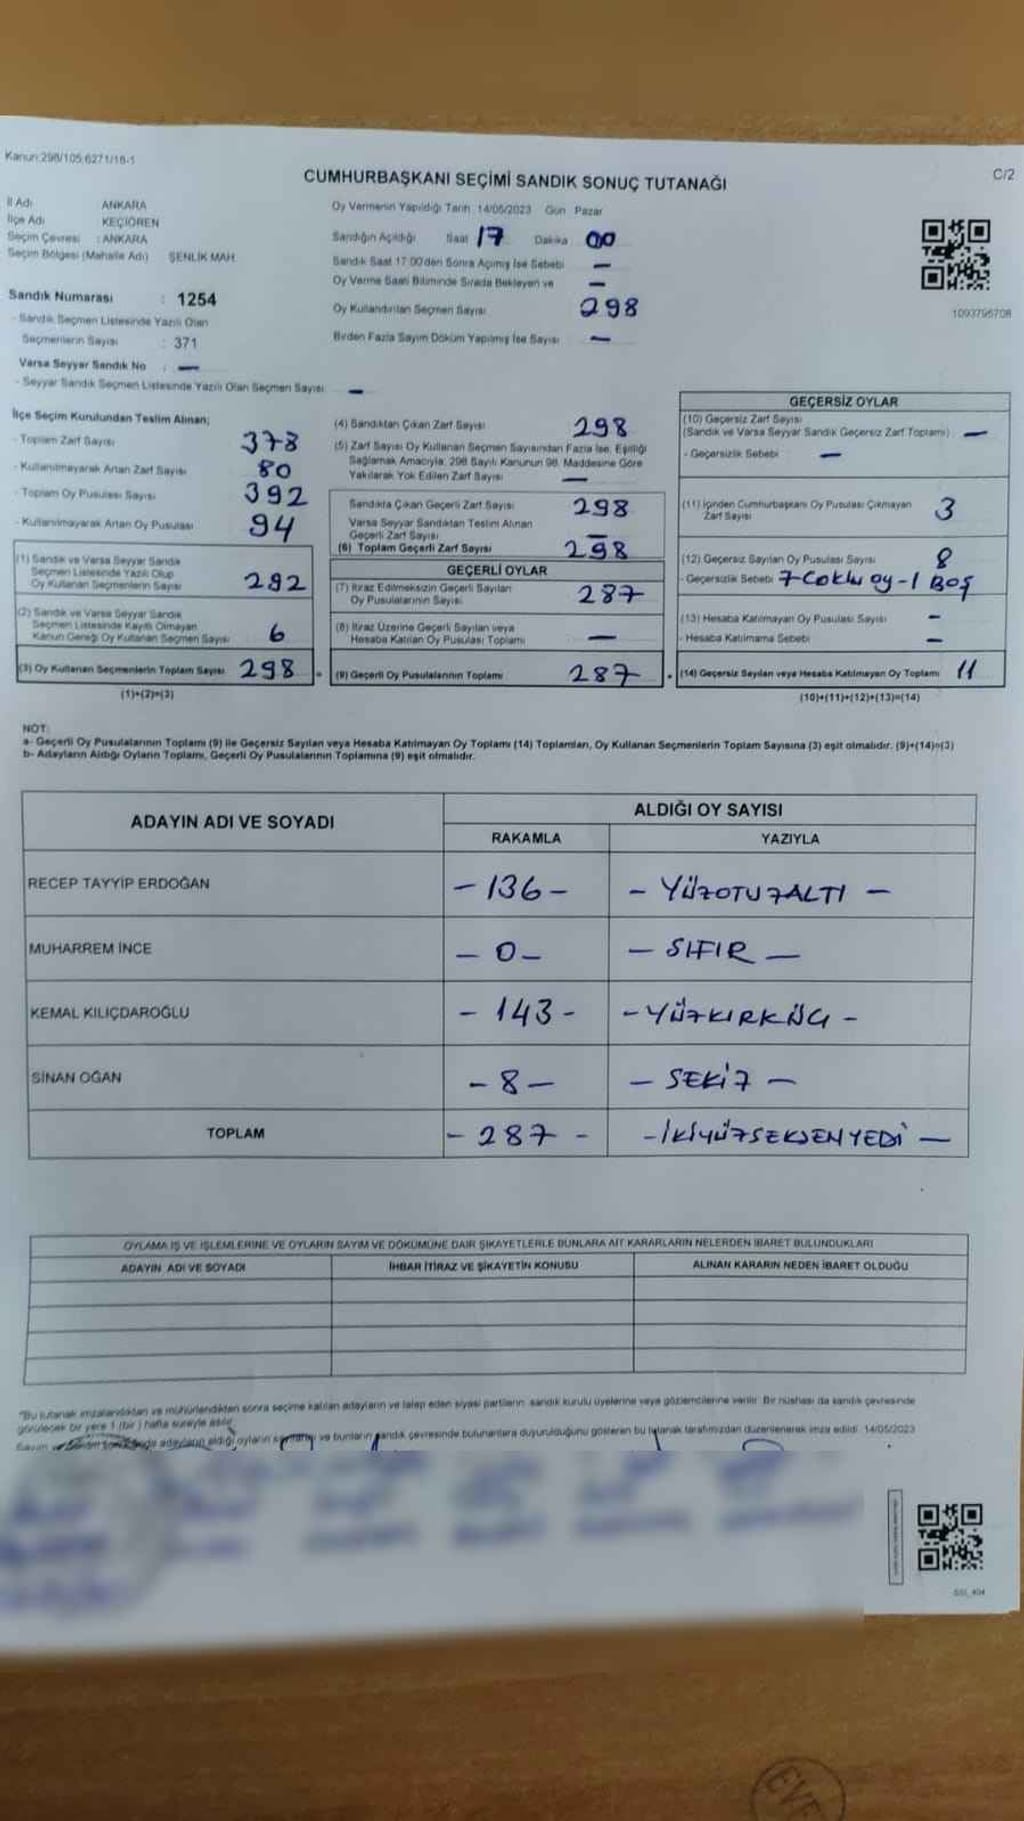 Kanun:298/105,6271/16-1
CUMHURBAŞKANI SEÇİMİ SANDIK SONUÇ TUTANAĞI
C/2
İl Adı ANKARA
İlçe Adı KEÇİÖREN
Seçim Çevresi : ANKARA
Seçim Bölgesi (Mahalle Adı) ŞENLİK MAH.
Oy Vermenin Yapıldığı Tarih 14/05/2023 Gün Pazar
Sandığın Açıldığı Saat 17 Dakika 00
Sandık Saat 17:00'den Sonra Açılmış İse Sebebi —
Oy Verme Saati Bitiminde Sırada Bekleyen ve —
Oy Kullandırılan Seçmen Sayısı 298
Birden Fazla Sayım Döküm Yapılmış İse Sayısı —
1093795708
Sandık Numarası : 1254
- Sandık Seçmen Listesinde Yazılı Olan
Seçmenlerin Sayısı : 371
Varsa Seyyar Sandık No : —
- Seyyar Sandık Seçmen Listesinde Yazılı Olan Seçmen Sayısı —
İlçe Seçim Kurulundan Teslim Alınan;
- Toplam Zarf Sayısı 378
- Kullanılmayarak Artan Zarf Sayısı 80
- Toplam Oy Pusulası Sayısı 392
- Kullanılmayarak Artan Oy Pusulası 94
(1) Sandık ve Varsa Seyyar Sandık
Seçmen Listesinde Yazılı Olup
Oy Kullanan Seçmenlerin Sayısı 292
(2) Sandık ve Varsa Seyyar Sandık
Seçmen Listesinde Kayıtlı Olmayan
Kanun Gereği Oy Kullanan Seçmen Sayısı 6
(3) Oy Kullanan Seçmenlerin Toplam Sayısı 298 =
(1)+(2)=(3)
(4) Sandıktan Çıkan Zarf Sayısı 298
(5) Zarf Sayısı Oy Kullanan Seçmen Sayısından Fazla İse, Eşitliği
Sağlamak Amacıyla; 298 Sayılı Kanunun 98. Maddesine Göre
Yakılarak Yok Edilen Zarf Sayısı —
Sandıkta Çıkan Geçerli Zarf Sayısı 298
Varsa Seyyar Sandıktan Teslim Alınan
Geçerli Zarf Sayısı —
(6) Toplam Geçerli Zarf Sayısı 298
GEÇERLİ OYLAR
(7) İtiraz Edilmeksizin Geçerli Sayılan
Oy Pusulalarının Sayısı 287
(8) İtiraz Üzerine Geçerli Sayılan veya
Hesaba Katılan Oy Pusulası Toplamı —
(9) Geçerli Oy Pusulalarının Toplamı 287
GEÇERSİZ OYLAR
(10) Geçersiz Zarf Sayısı
(Sandık ve Varsa Seyyar Sandık Geçersiz Zarf Toplamı) —
- Geçersizlik Sebebi —
(11) İçinden Cumhurbaşkanı Oy Pusulası Çıkmayan
Zarf Sayısı 3
(12) Geçersiz Sayılan Oy Pusulası Sayısı 8
- Geçersizlik Sebebi 7 Çoklu oy - 1 Boş
(13) Hesaba Katılmayan Oy Pusulası Sayısı —
- Hesaba Katılmama Sebebi —
(14) Geçersiz Sayılan veya Hesaba Katılmayan Oy Toplamı 11
(10)+(11)+(12)+(13)=(14)
NOT:
a- Geçerli Oy Pusulalarının Toplamı (9) ile Geçersiz Sayılan veya Hesaba Katılmayan Oy Toplamı (14) Toplamları, Oy Kullanan Seçmenlerin Toplam Sayısına (3) eşit olmalıdır. (9)+(14)=(3)
b- Adayların Aldığı Oyların Toplamı, Geçerli Oy Pusulalarının Toplamına (9) eşit olmalıdır.
ADAYIN ADI VE SOYADI
ALDIĞI OY SAYISI
RAKAMLA YAZIYLA
RECEP TAYYİP ERDOĞAN - 136 - - YÜZOTUZALTI -
MUHARREM İNCE - 0 - - SIFIR -
KEMAL KILIÇDAROĞLU - 143 - - YÜZKIRKÜÇ -
SİNAN OĞAN - 8 - - SEKİZ -
TOPLAM - 287 - - İKİYÜZSEKSENYEDİ -
OYLAMA İŞ VE İŞLEMLERİNE VE OYLARIN SAYIM VE DÖKÜMÜNE DAİR ŞİKAYETLERLE BUNLARA AİT KARARLARIN NELERDEN İBARET BULUNDUKLARI
ADAYIN ADI VE SOYADI İHBAR İTİRAZ VE ŞİKAYETİN KONUSU ALINAN KARARIN NEDEN İBARET OLDUĞU
"Bu tutanak imzalandıktan ve mühürlendikten sonra seçime katılan adayların ve talep eden siyasi partilerin sandık kurulu üyelerine veya gözlemcilerine verilir. Bir nüshası da sandık çevresinde
görülecek bir yere 1 (bir) hafta süreyle asılır.
adayların aldığı oyların ve bunların sandık çevresinde bulunanlara duyurulduğunu gösteren bu tutanak tarafımızdan düzenlenerek imza edildi. 14/05/2023
EVE